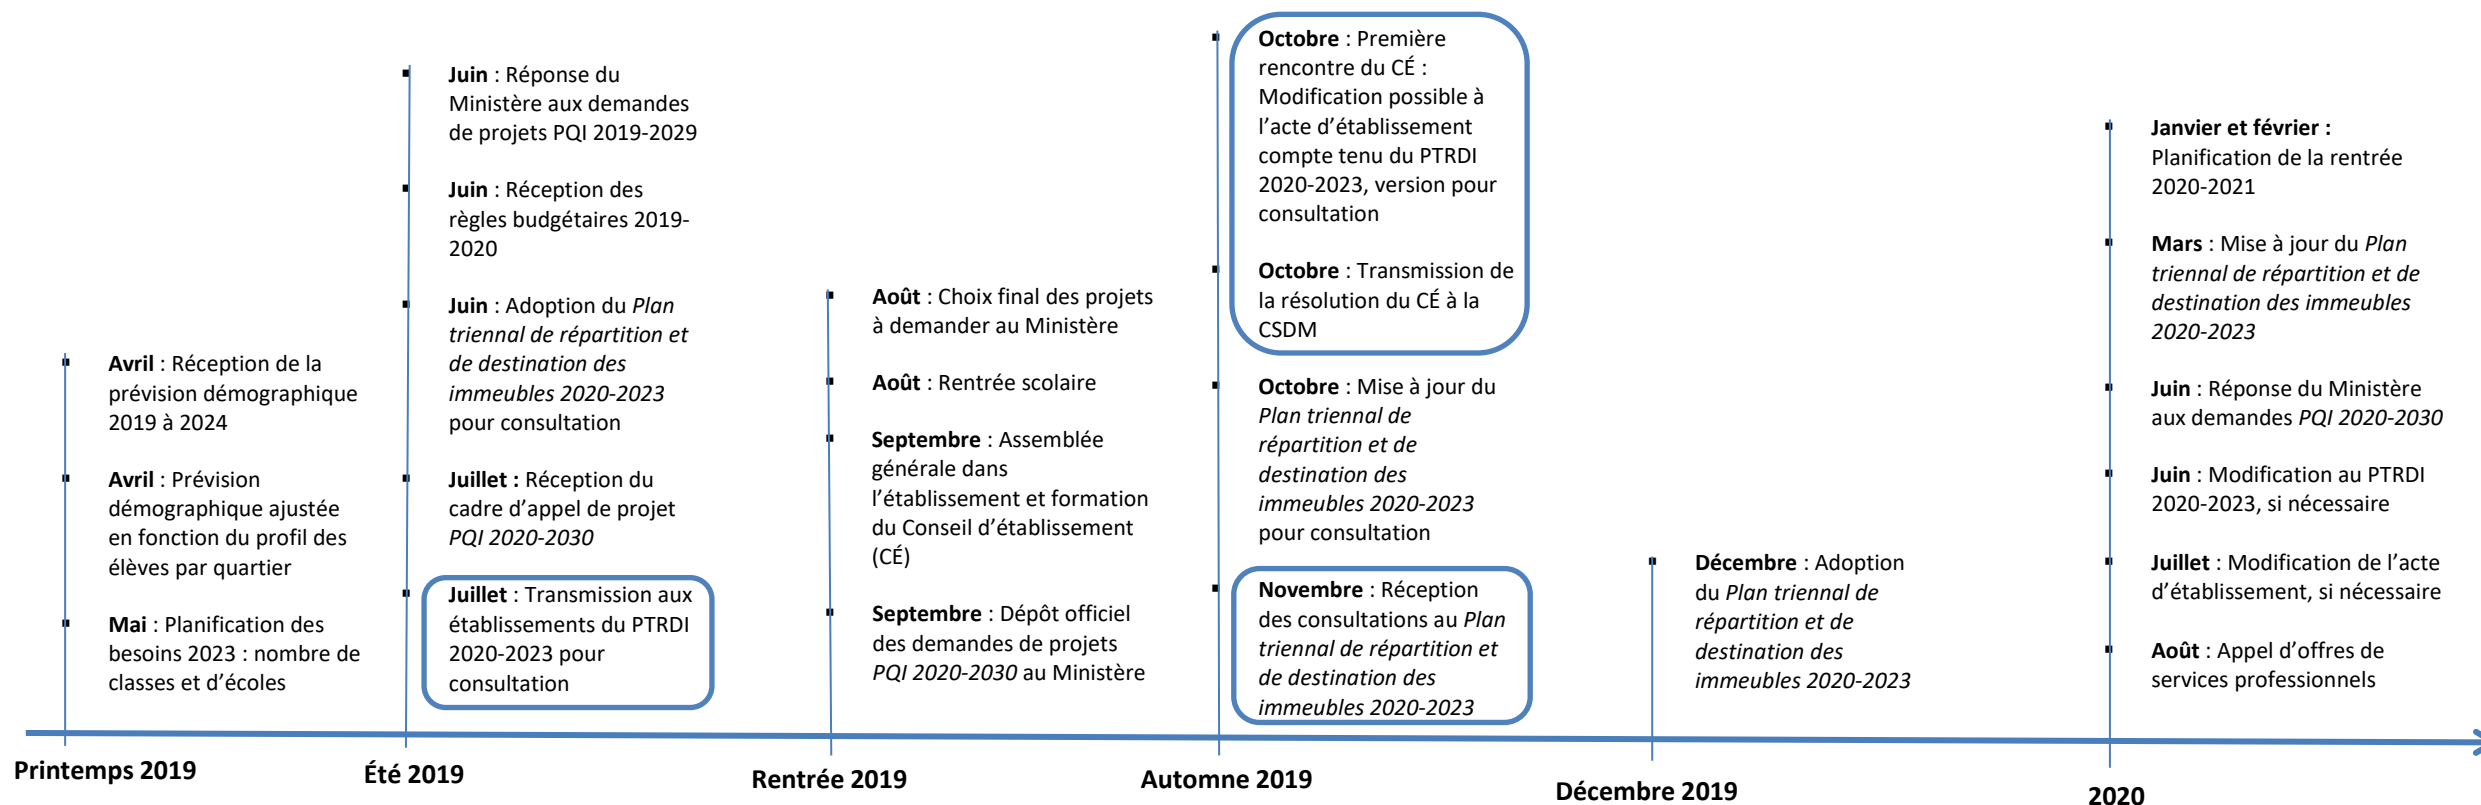 Avril : Réception de la
prévision démographique
2019 à 2024
Avril : Prévision
démographique ajustée
en fonction du profil des
élèves par quartier
Mai : Planification des
besoins 2023 : nombre de
classes et d’écoles
Printemps 2019
Juin : Réponse du
Ministère aux demandes
de projets PQI 2019-2029
Juin : Réception des
règles budgétaires 2019-
2020
Juin : Adoption du Plan
triennal de répartition et
de destination des
immeubles 2020-2023
pour consultation
Juillet : Réception du
cadre d’appel de projet
PQI 2020-2030
Juillet : Transmission aux
établissements du PTRDI
2020-2023 pour
consultation
Été 2019
Août : Choix final des projets
à demander au Ministère
Août : Rentrée scolaire
Septembre : Assemblée
générale dans
l’établissement et formation
du Conseil d’établissement
(CÉ)
Septembre : Dépôt officiel
des demandes de projets
PQI 2020-2030 au Ministère
Rentrée 2019
Octobre : Première
rencontre du CÉ :
Modification possible à
l’acte d’établissement
compte tenu du PTRDI
2020-2023, version pour
consultation
Octobre : Transmission de
la résolution du CÉ à la
CSDM
Octobre : Mise à jour du
Plan triennal de
répartition et de
destination des
immeubles 2020-2023
pour consultation
Novembre : Réception
des consultations au Plan
triennal de répartition et
de destination des
immeubles 2020-2023
Automne 2019
Décembre : Adoption
du Plan triennal de
répartition et de
destination des
immeubles 2020-2023
Décembre 2019
Janvier et février :
Planification de la rentrée
2020-2021
Mars : Mise à jour du Plan
triennal de répartition et de
destination des immeubles
2020-2023
Juin : Réponse du Ministère
aux demandes PQI 2020-2030
Juin : Modification au PTRDI
2020-2023, si nécessaire
Juillet : Modification de l’acte
d’établissement, si nécessaire
Août : Appel d’offres de
services professionnels
2020